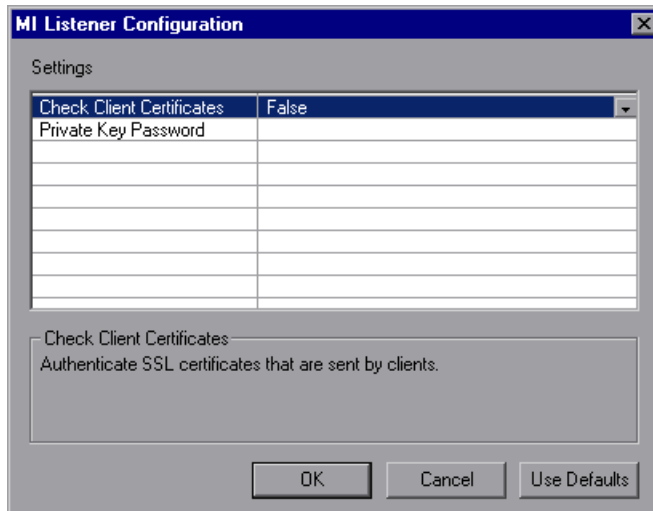 MI Listener Configuration
Settings
Check Client Certificates False
Private Key Password
Check Client Certificates
Authenticate SSL certificates that are sent by clients.
OK Cancel Use Defaults